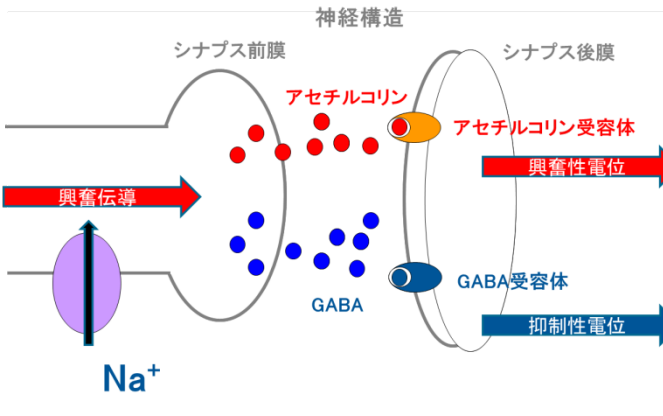 神経構造
シナプス前膜
シナプス後膜
アセチルコリン
アセチルコリン受容体
興奮伝導
興奮性電位
GABA
GABA受容体
抑制性電位
Na⁺